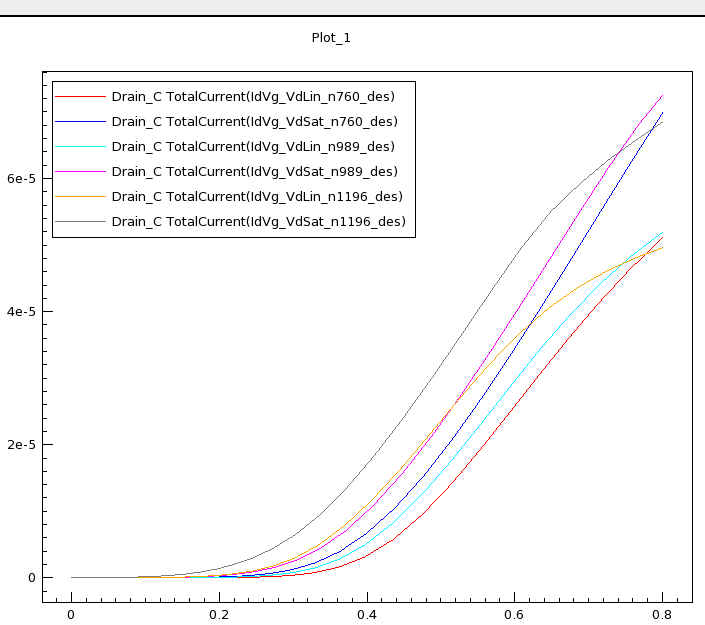 Plot_1
Drain_C TotalCurrent(IdVg_VdLin_n760_des)
Drain_C TotalCurrent(IdVg_VdSat_n760_des)
Drain_C TotalCurrent(IdVg_VdLin_n989_des)
Drain_C TotalCurrent(IdVg_VdSat_n989_des)
Drain_C TotalCurrent(IdVg_VdLin_n1196_des)
Drain_C TotalCurrent(IdVg_VdSat_n1196_des)
6e-5
4e-5
2e-5
0
0 0.2 0.4 0.6 0.8